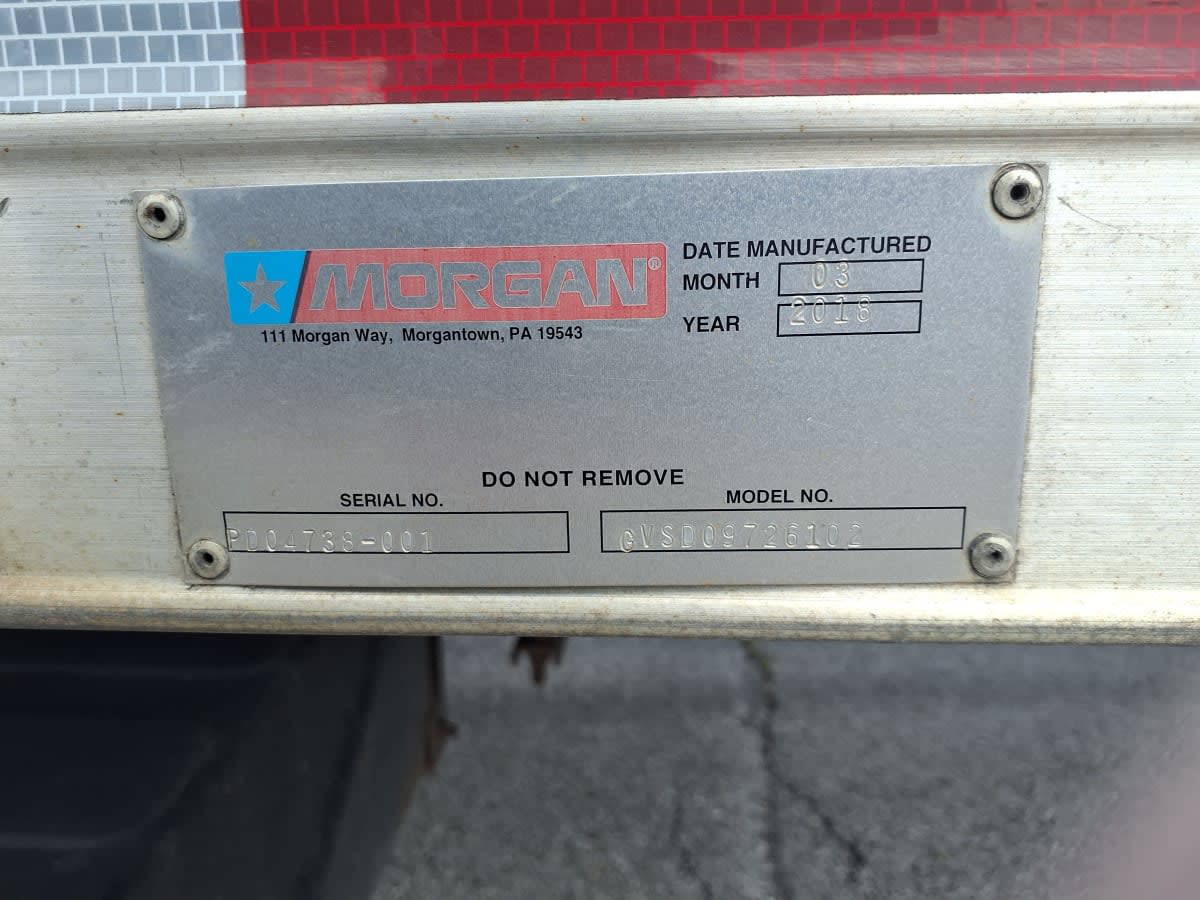 MORGAN®
111 Morgan Way, Morgantown, PA 19543
DATE MANUFACTURED
MONTH 03
YEAR 2018
DO NOT REMOVE
SERIAL NO.
PD04738-001
MODEL NO.
GVSD09726102